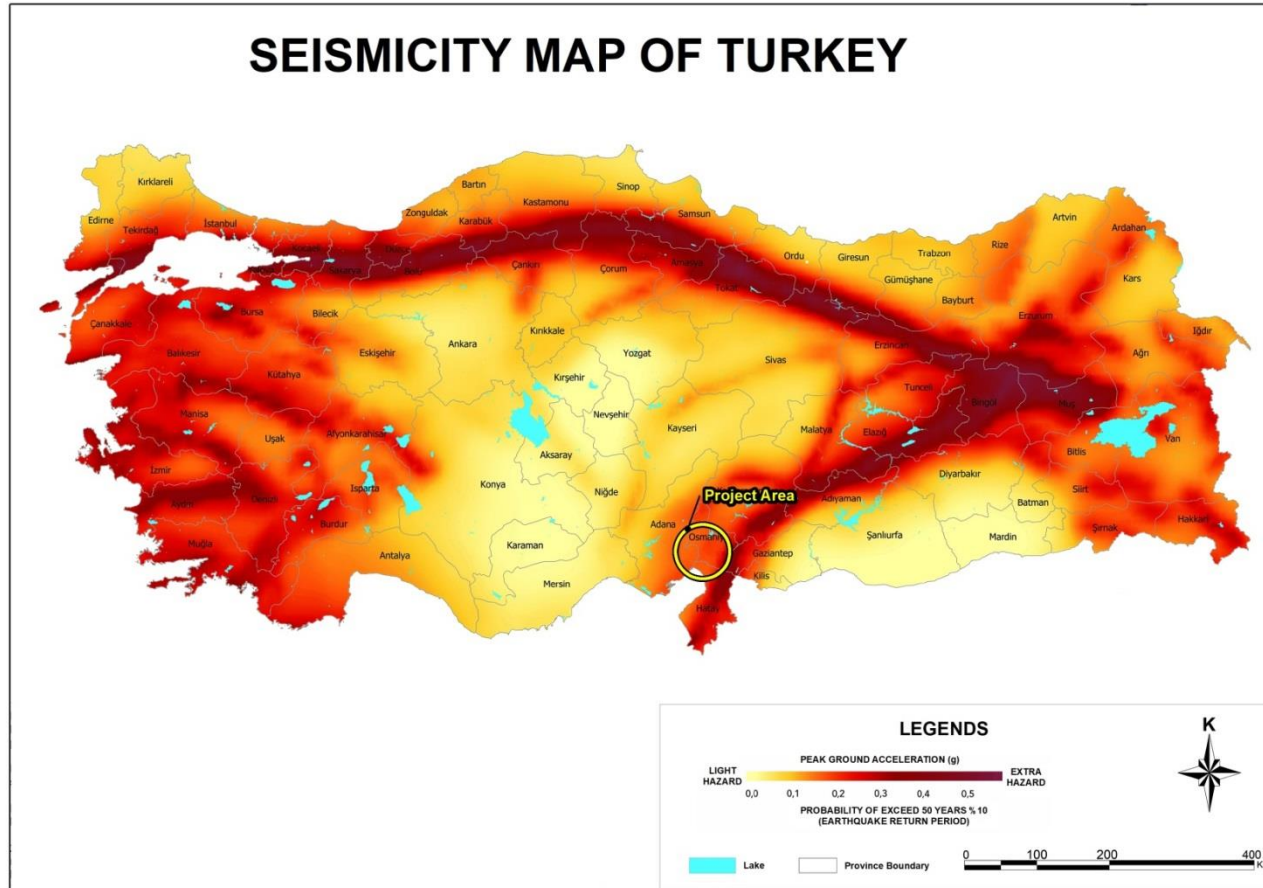 SEISMICITY MAP OF TURKEY
Kırklareli
Edirne
Tekirdağ
İstanbul
Zonguldak
Bartın
Karabük
Kastamonu
Sinop
Samsun
Ordu
Giresun
Trabzon
Rize
Artvin
Ardahan
Kars
Gümüşhane
Bayburt
Erzurum
Iğdır
Ağrı
Çankırı
Çorum
Amasya
Tokat
Sakarya
Bolu
Çanakkale
Bursa
Bilecik
Balıkesir
Eskişehir
Kütahya
Ankara
Kırıkkale
Yozgat
Sivas
Erzincan
Tunceli
Bingöl
Muş
Kırşehir
Nevşehir
Kayseri
Malatya
Elazığ
Bitlis
Van
Manisa
Uşak
Afyonkarahisar
İzmir
Aydın
Denizli
Isparta
Burdur
Muğla
Antalya
Konya
Aksaray
Niğde
Karaman
Mersin
Adana
Project Area
Osmaniy
Gaziantep
Kilis
Hatay
Adıyaman
Diyarbakır
Şanlıurfa
Batman
Mardin
Siirt
Şırnak
Hakkari
LEGENDS
K
PEAK GROUND ACCELERATION (g)
LIGHT HAZARD
EXTRA HAZARD
0,0 0,1 0,2 0,3 0,4 0,5
PROBABILITY OF EXCEED 50 YEARS % 10
(EARTHQUAKE RETURN PERIOD)
Lake
Province Boundary
0 100 200 400
K